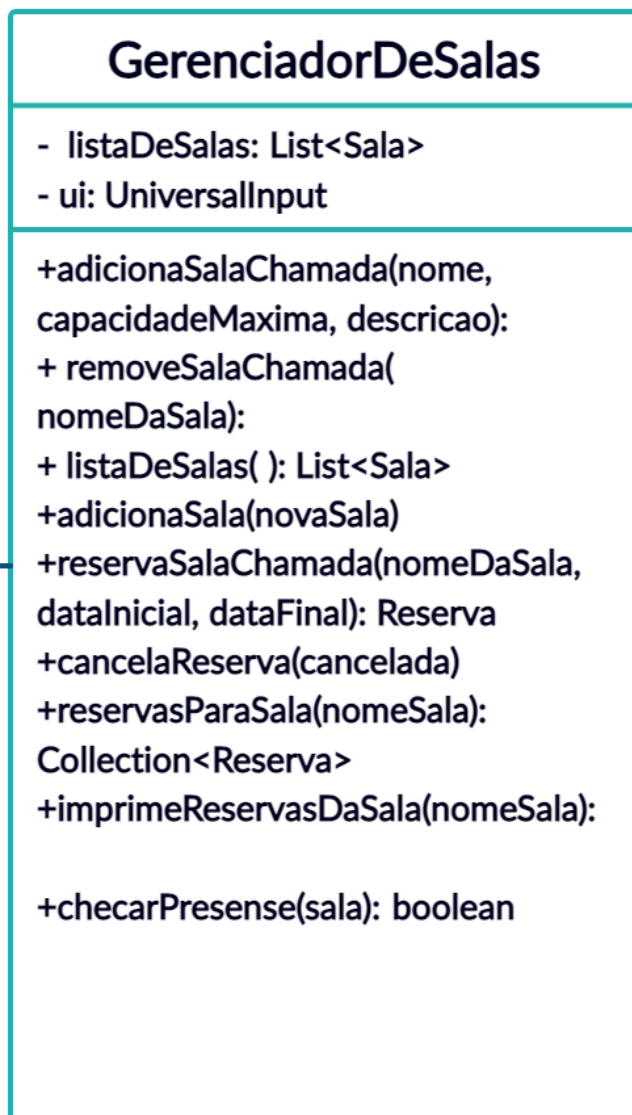 GerenciadorDeSalas
- listaDeSalas: List<Sala>
- ui: UniversalInput
+adicionaSalaChamada(nome,
capacidadeMaxima, descricao):
+ removeSalaChamada(
nomeDaSala):
+ listaDeSalas( ): List<Sala>
+adicionaSala(novaSala)
+reservaSalaChamada(nomeDaSala,
dataInicial, dataFinal): Reserva
+cancelaReserva(cancelada)
+reservasParaSala(nomeSala):
Collection<Reserva>
+imprimeReservasDaSala(nomeSala):
+checarPresense(sala): boolean